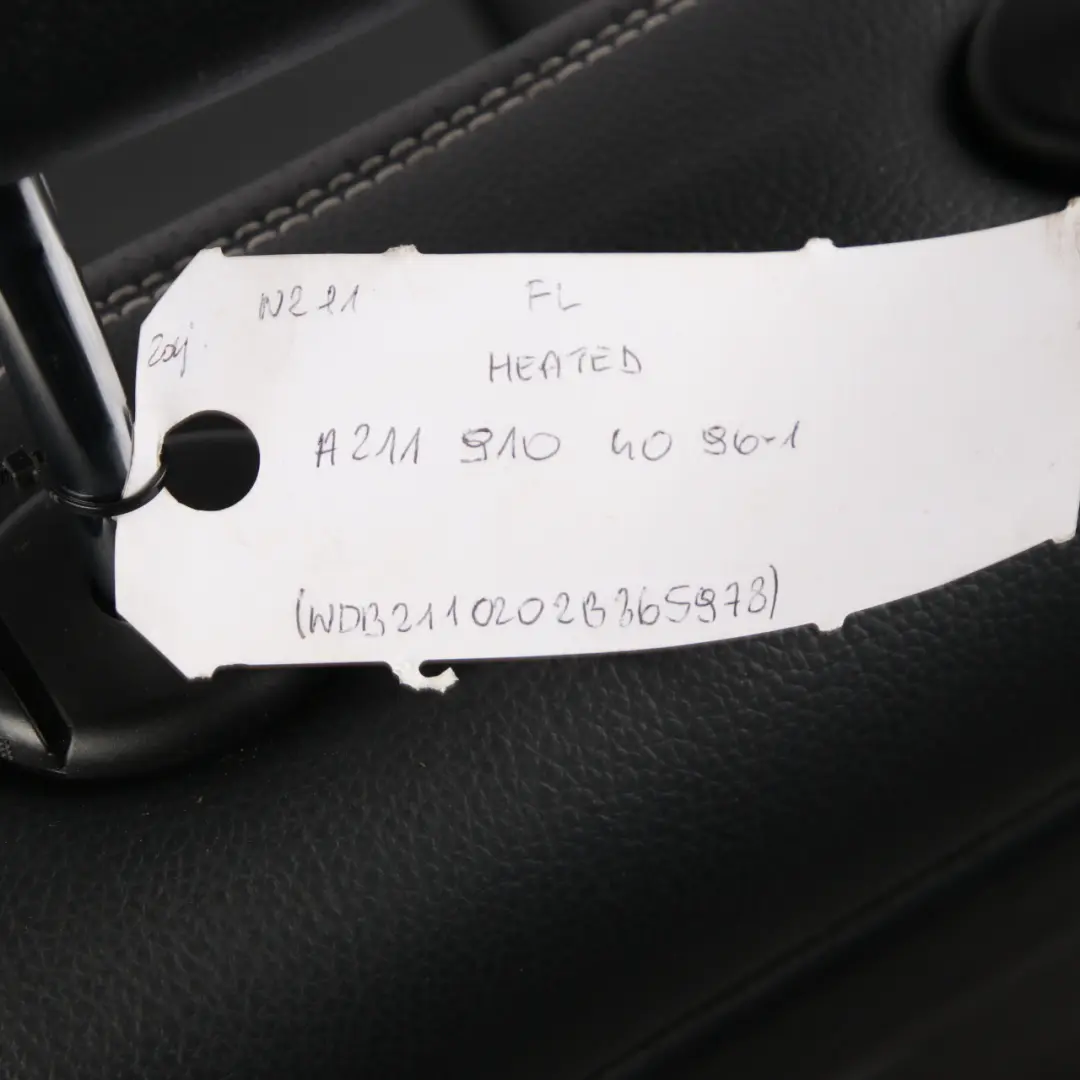 W211 FL
HEATED
A211 910 40 96-1
(WDB2110202B365978)